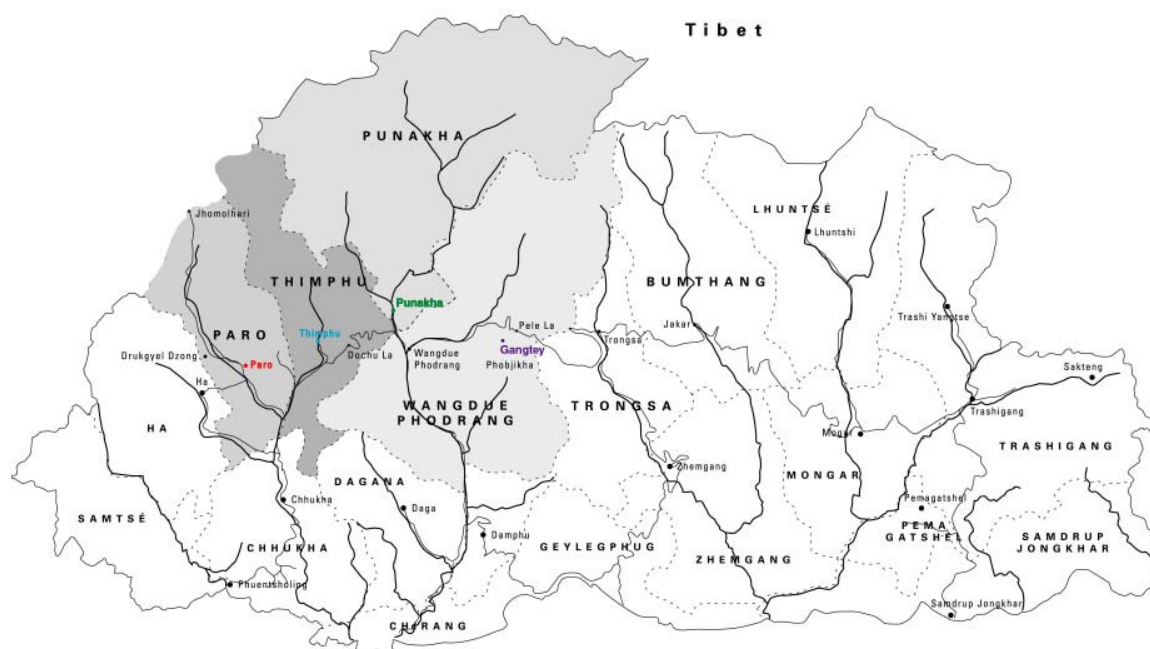 Tibet
PUNAKHA
Jhomolhari
LHUNTSÉ
Lhuntshi
THIMPHU
BUMTHANG
Punakha
Trashi Yangtse
PARO
Thimphu
Pele La
Trongsa
Jakar
Drukgyel Dzong
Dochu La
Wangdue
Phodrang
Gangtey
Phobjikha
Paro
Ha
Sakteng
HA
WANGDUE
PHODRANG
TRONGSA
Trashigang
Mogar
TRASHIGANG
Zhemgang
MONGAR
DAGANA
Chhukha
Daga
Pemagatshel
SAMTSÉ
CHHUKHA
Damphu
GEYLEGPHUG
ZHEMGANG
PEMA
GATSHEL
SAMDRUP
JONGKHAR
Phuentsholing
Samdrup Jongkhar
CHIRANG